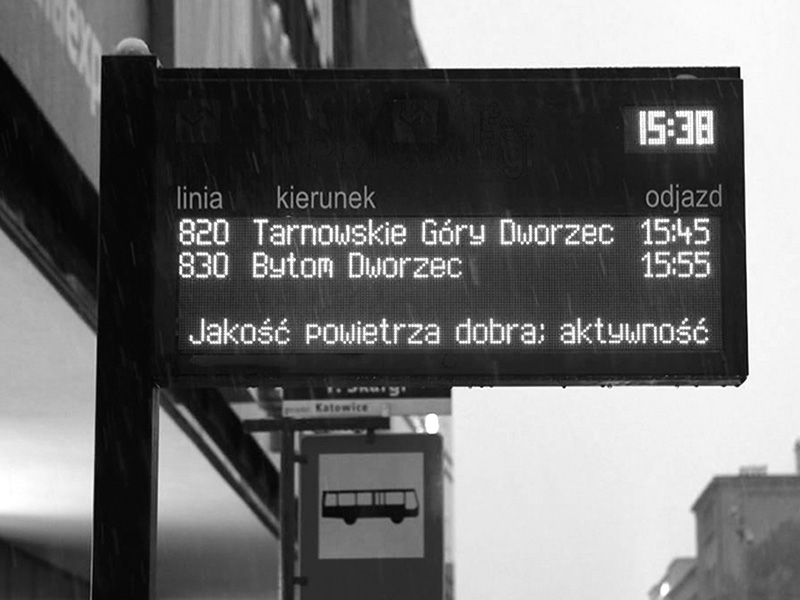 15:38
linia kierunek odjazd
820 Tarnowskie Góry Dworzec 15:45
830 Bytom Dworzec 15:55
Jakość powietrza dobra; aktywność
P. Skargi
Katowice